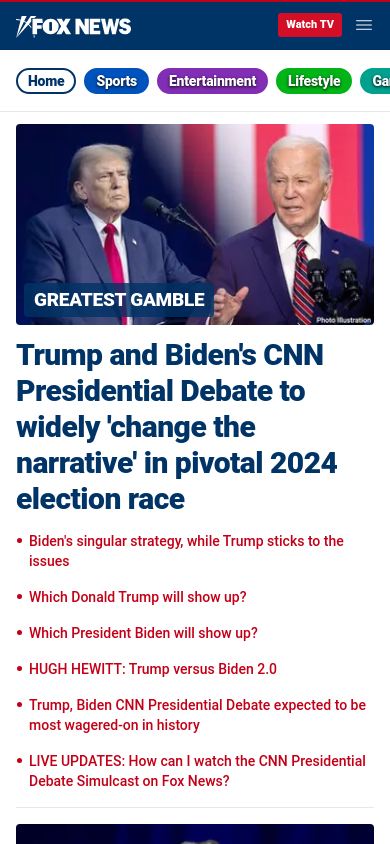 FOX NEWS
Watch TV
Home
Sports
Entertainment
Lifestyle
Ga
GREATEST GAMBLE
Photo Illustration
Trump and Biden's CNN
Presidential Debate to
widely 'change the
narrative' in pivotal 2024
election race
• Biden's singular strategy, while Trump sticks to the
issues
• Which Donald Trump will show up?
• Which President Biden will show up?
• HUGH HEWITT: Trump versus Biden 2.0
• Trump, Biden CNN Presidential Debate expected to be
most wagered-on in history
• LIVE UPDATES: How can I watch the CNN Presidential
Debate Simulcast on Fox News?